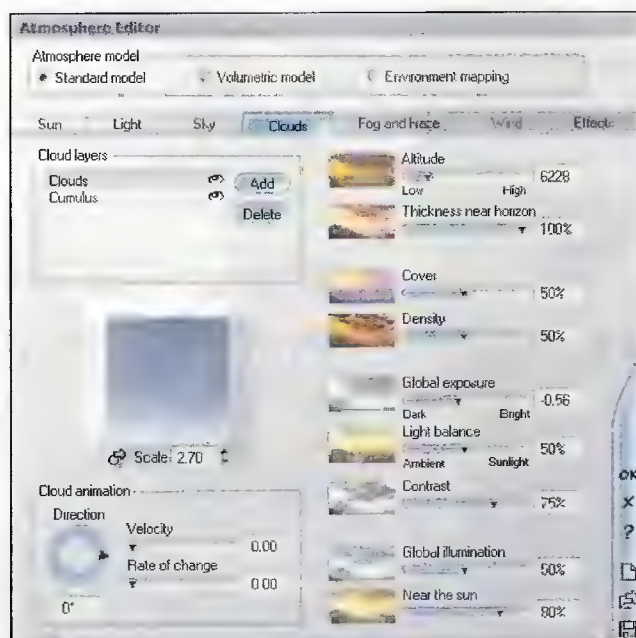 Atmosphere Editor
Atmosphere model
Standard model Volumetric model Environment mapping
Sun Light Sky Clouds Fog and Haze Wind Effects
Cloud layers
Clouds
Cumulus
Add
Delete
Scale: 2.70
Cloud animation
Direction
0°
Velocity
0.00
Rate of change
0.00
Altitude
Low High
6228
Thickness near horizon
100%
Cover
50%
Density
50%
Global exposure
Dark Bright
-0.56
Light balance
Ambient Sunlight
50%
Contrast
75%
Global illumination
50%
Near the sun
80%
OK
X
?